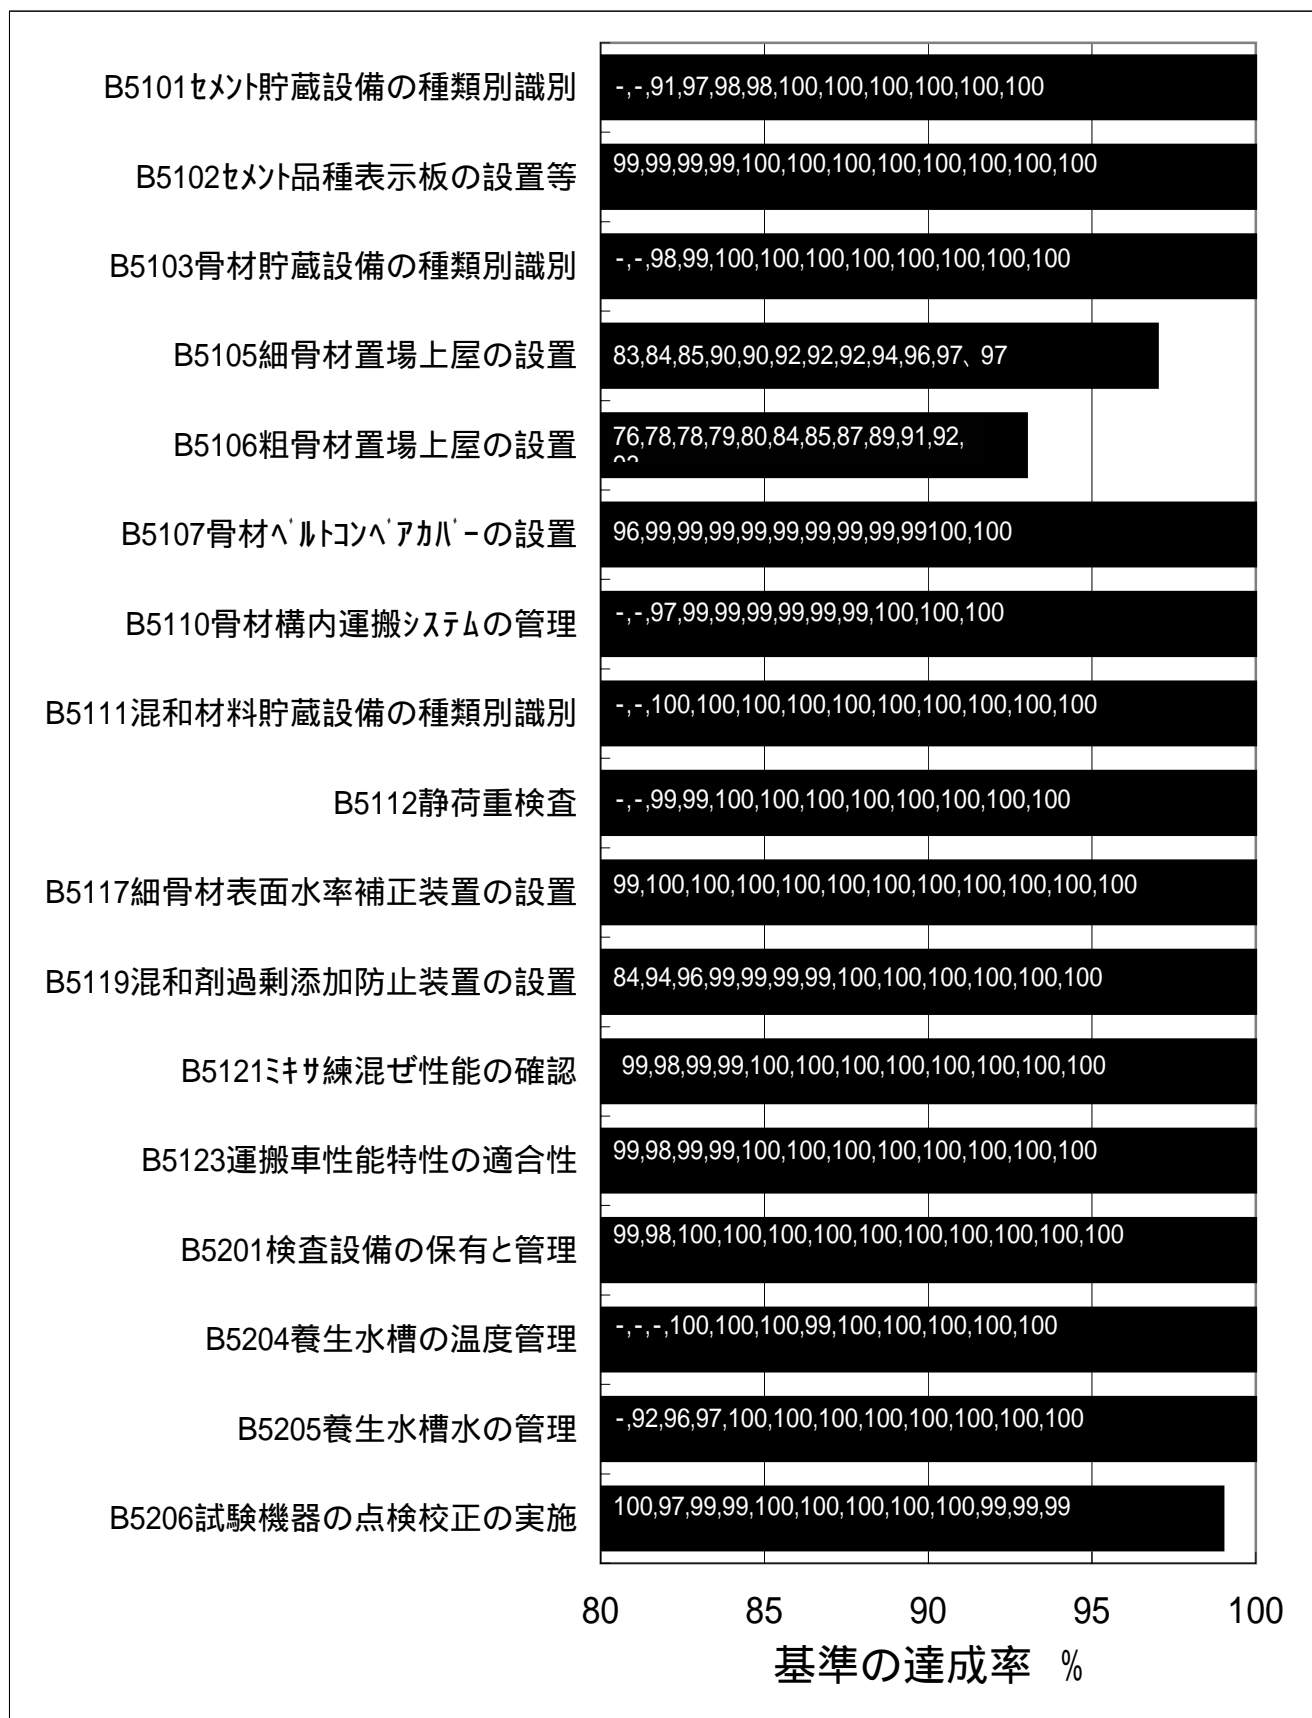 B5101ｾﾒﾝﾄ貯蔵設備の種類別識別 -,-,91,97,98,98,100,100,100,100,100,100
B5102ｾﾒﾝﾄ品種表示板の設置等 99,99,99,99,100,100,100,100,100,100,100,100
B5103骨材貯蔵設備の種類別識別 -,-,98,99,100,100,100,100,100,100,100,100
B5105細骨材置場上屋の設置 83,84,85,90,90,92,92,92,94,96,97、97
B5106粗骨材置場上屋の設置 76,78,78,79,80,84,85,87,89,91,92,
B5107骨材ﾍﾞﾙﾄｺﾝﾍﾞｱｶﾊﾞｰの設置 96,99,99,99,99,99,99,99,99,99100,100
B5110骨材構内運搬ｼｽﾃﾑの管理 -,-,97,99,99,99,99,99,99,100,100,100
B5111混和材料貯蔵設備の種類別識別 -,-,100,100,100,100,100,100,100,100,100,100
B5112静荷重検査 -,-,99,99,100,100,100,100,100,100,100,100
B5117細骨材表面水率補正装置の設置 99,100,100,100,100,100,100,100,100,100,100,100
B5119混和剤過剰添加防止装置の設置 84,94,96,99,99,99,99,100,100,100,100,100,100
B5121ﾐｷｻ練混ぜ性能の確認 99,98,99,99,100,100,100,100,100,100,100,100
B5123運搬車性能特性の適合性 99,98,99,99,100,100,100,100,100,100,100,100
B5201検査設備の保有と管理 99,98,100,100,100,100,100,100,100,100,100,100
B5204養生水槽の温度管理 -,-,-,100,100,100,99,100,100,100,100,100
B5205養生水槽水の管理 -,92,96,97,100,100,100,100,100,100,100,100
B5206試験機器の点検校正の実施 100,97,99,99,100,100,100,100,100,99,99,99
80 85 90 95 100
基準の達成率 %